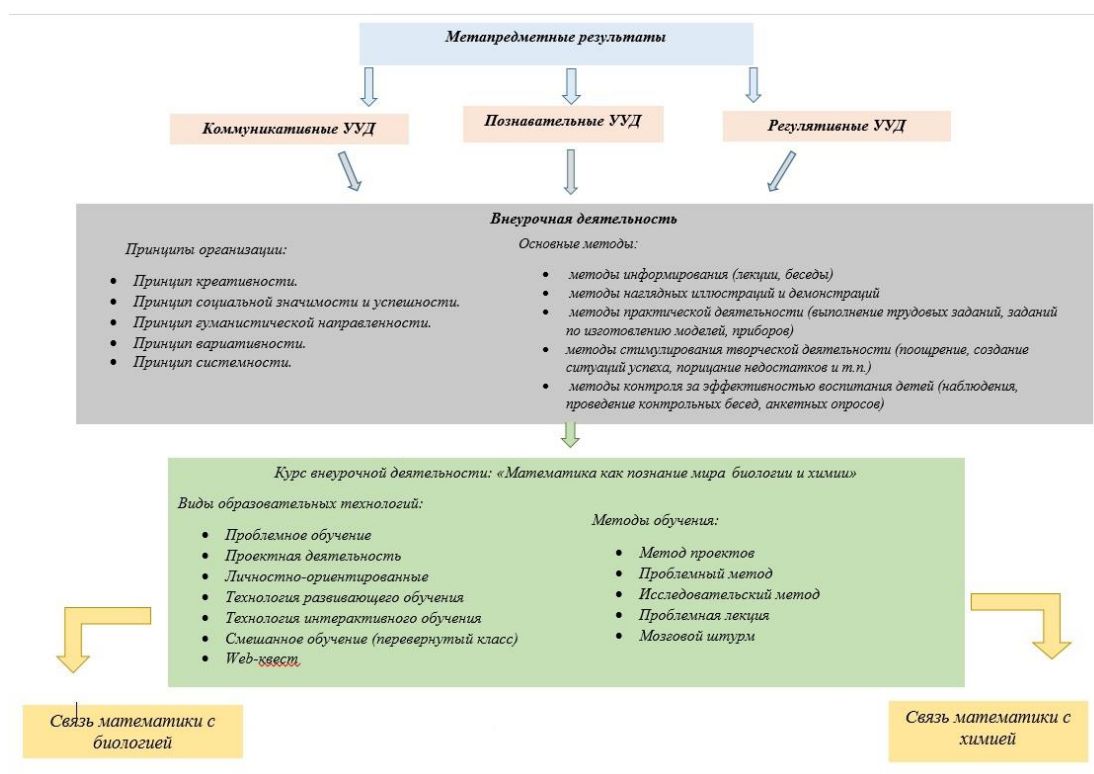 Метапредметные результаты
Коммуникативные УУД
Познавательные УУД
Регулятивные УУД
Внеурочная деятельность
Принципы организации:
• Принцип креативности.
• Принцип социальной значимости и успешности.
• Принцип гуманистической направленности.
• Принцип вариативности.
• Принцип системности.
Основные методы:
• методы информирования (лекции, беседы)
• методы наглядных иллюстраций и демонстраций
• методы практической деятельности (выполнение трудовых заданий, заданий
по изготовлению моделей, приборов)
• методы стимулирования творческой деятельности (поощрение, создание
ситуаций успеха, порицание недостатков и т.п.)
• методы контроля за эффективностью воспитания детей (наблюдения,
проведение контрольных бесед, анкетных опросов)
Курс внеурочной деятельности: «Математика как познание мира биологии и химии»
Виды образовательных технологий:
• Проблемное обучение
• Проектная деятельность
• Личностно-ориентированные
• Технология развивающего обучения
• Технология интерактивного обучения
• Смешанное обучение (перевернутый класс)
• Web-квест
Методы обучения:
• Метод проектов
• Проблемный метод
• Исследовательский метод
• Проблемная лекция
• Мозговой штурм
Связь математики с
биологией
Связь математики с
химией